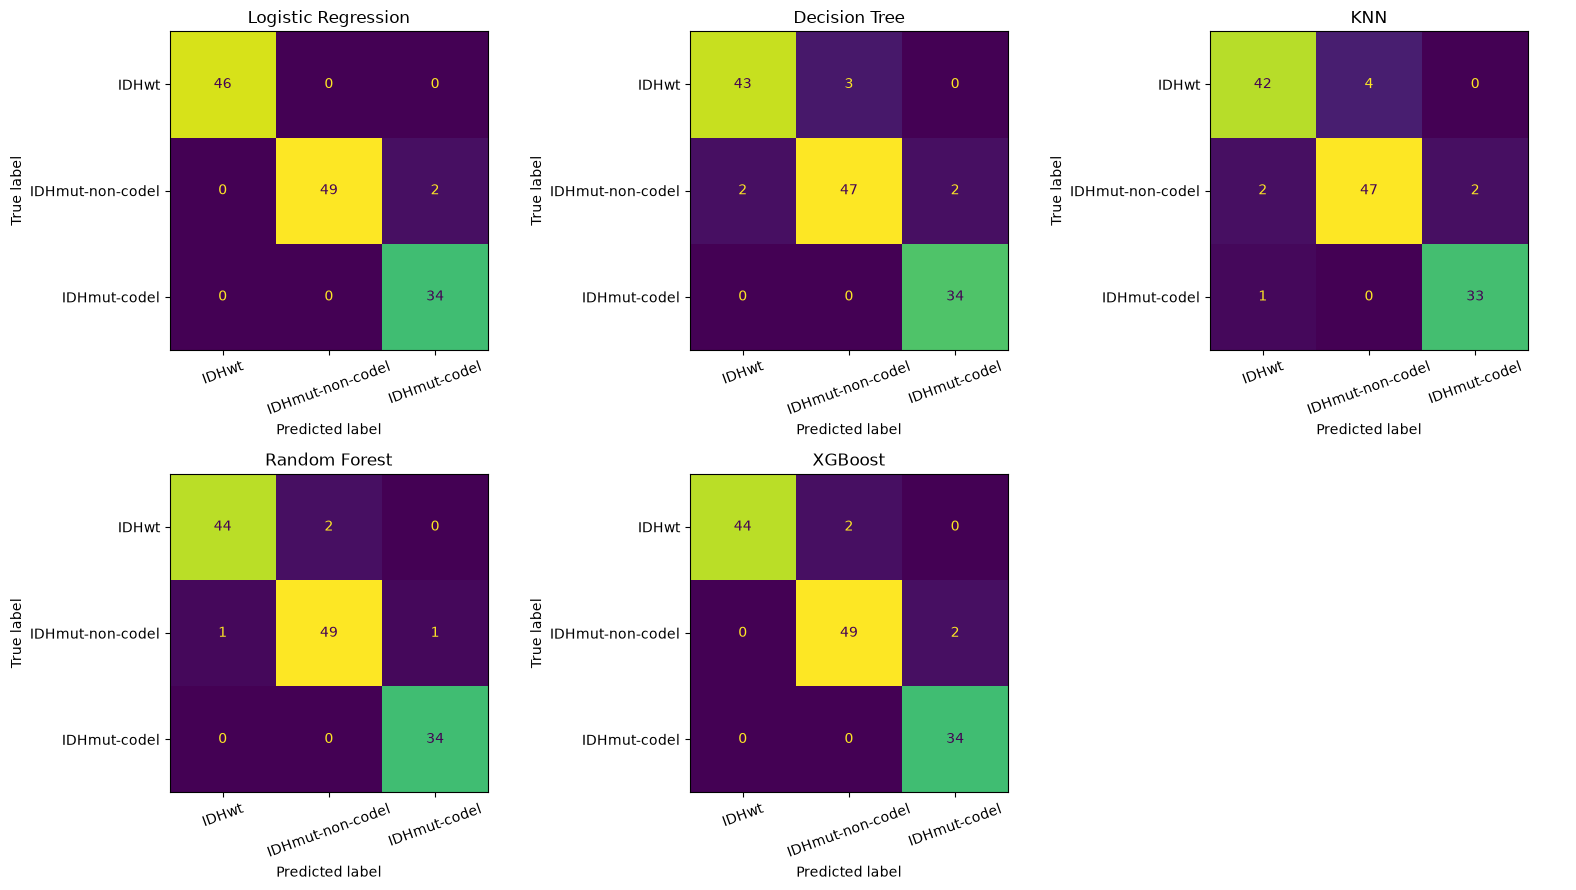 Logistic Regression
True label
IDHwt
46 0 0
IDHmut-non-codel
0 49 2
IDHmut-codel
0 0 34
IDHwt
IDHmut-non-codel
IDHmut-codel
Predicted label
Decision Tree
True label
IDHwt
43 3 0
IDHmut-non-codel
2 47 2
IDHmut-codel
0 0 34
IDHwt
IDHmut-non-codel
IDHmut-codel
Predicted label
KNN
True label
IDHwt
42 4 0
IDHmut-non-codel
2 47 2
IDHmut-codel
1 0 33
IDHwt
IDHmut-non-codel
IDHmut-codel
Predicted label
Random Forest
True label
IDHwt
44 2 0
IDHmut-non-codel
1 49 1
IDHmut-codel
0 0 34
IDHwt
IDHmut-non-codel
IDHmut-codel
Predicted label
XGBoost
True label
IDHwt
44 2 0
IDHmut-non-codel
0 49 2
IDHmut-codel
0 0 34
IDHwt
IDHmut-non-codel
IDHmut-codel
Predicted label